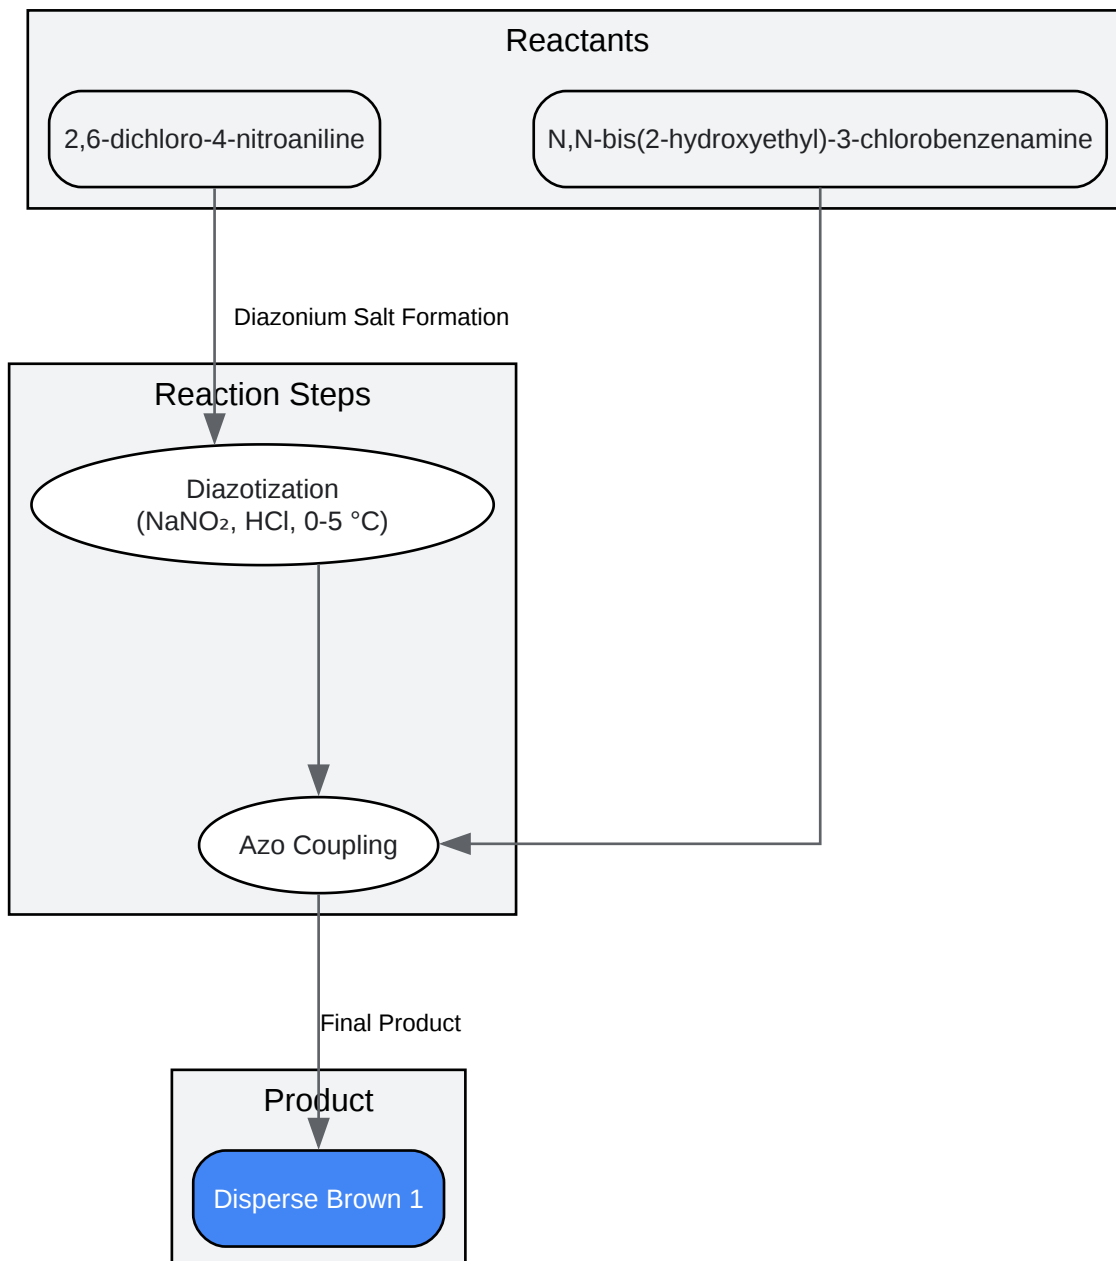 Reactants
2,6-dichloro-4-nitroaniline
N,N-bis(2-hydroxyethyl)-3-chlorobenzenamine
Diazonium Salt Formation
Reaction Steps
Diazotization
(NaNO₂, HCl, 0-5 °C)
Azo Coupling
Final Product
Product
Disperse Brown 1